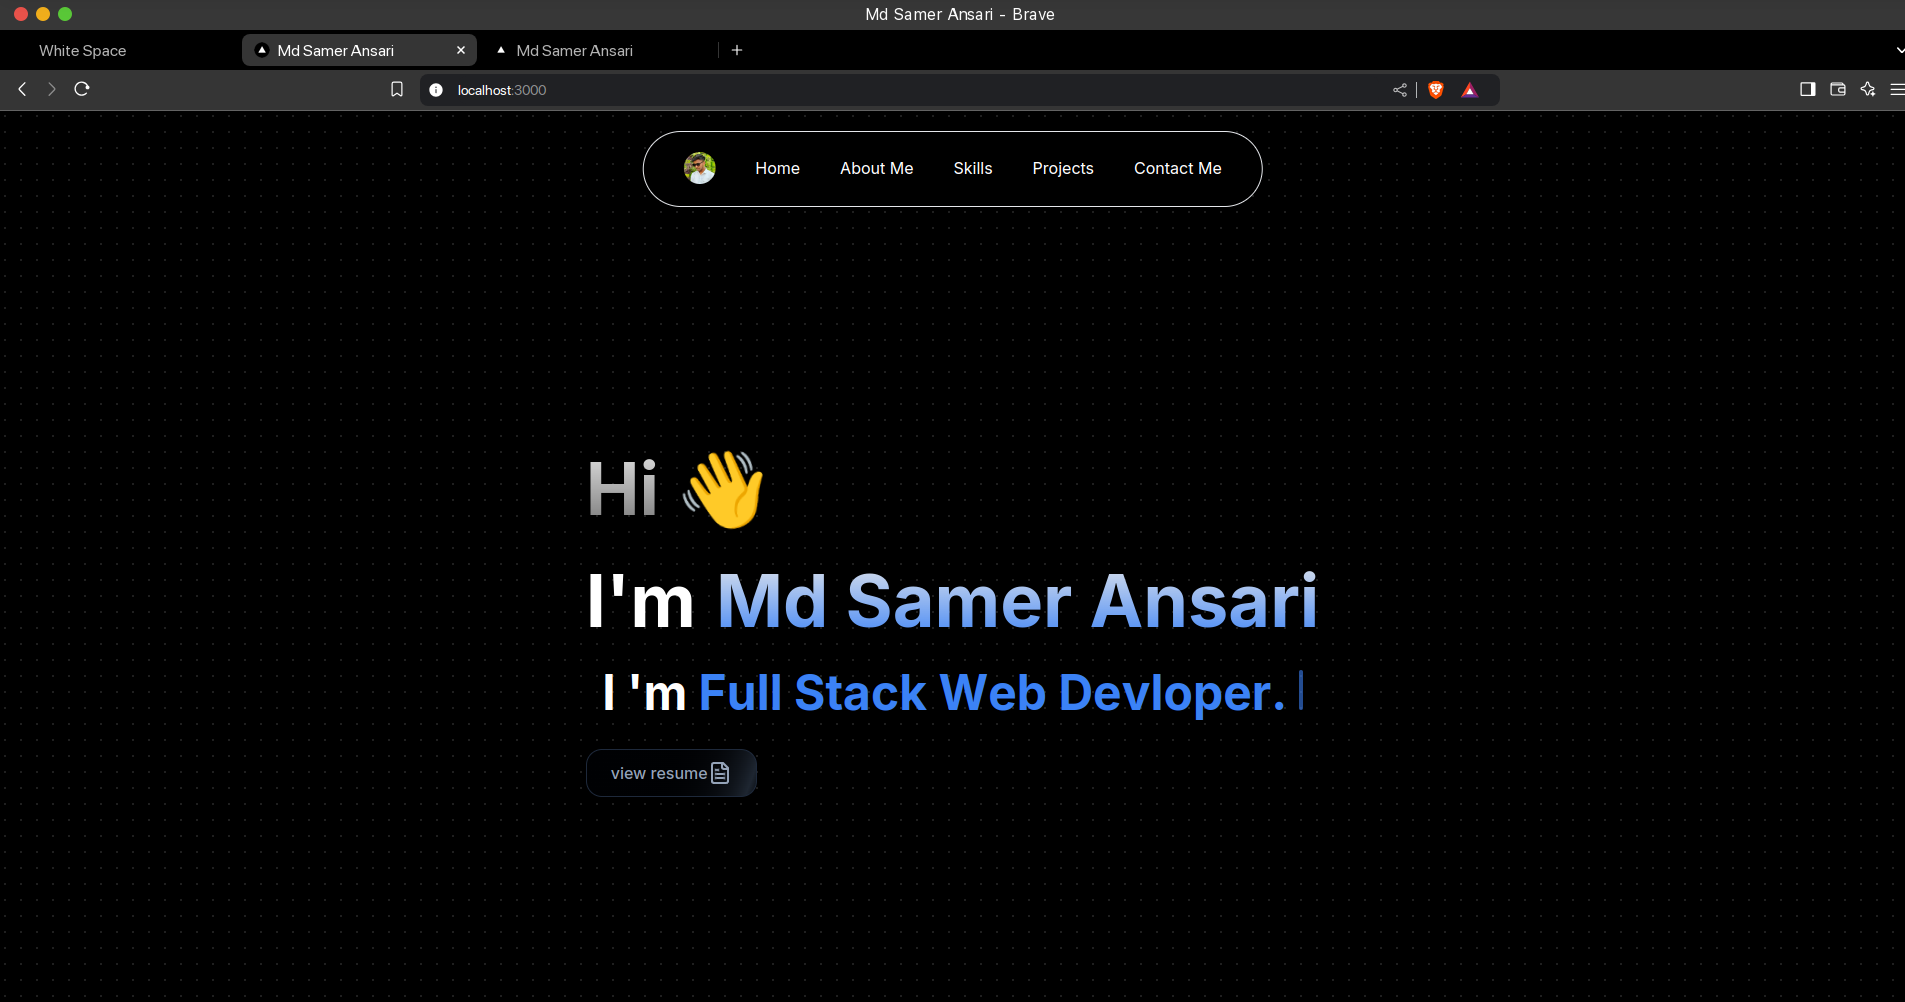 Md Samer Ansari - Brave
White Space
Md Samer Ansari
Md Samer Ansari
localhost:3000
Home About Me Skills Projects Contact Me
Hi 👋
I'm Md Samer Ansari
I 'm Full Stack Web Devloper.
view resume